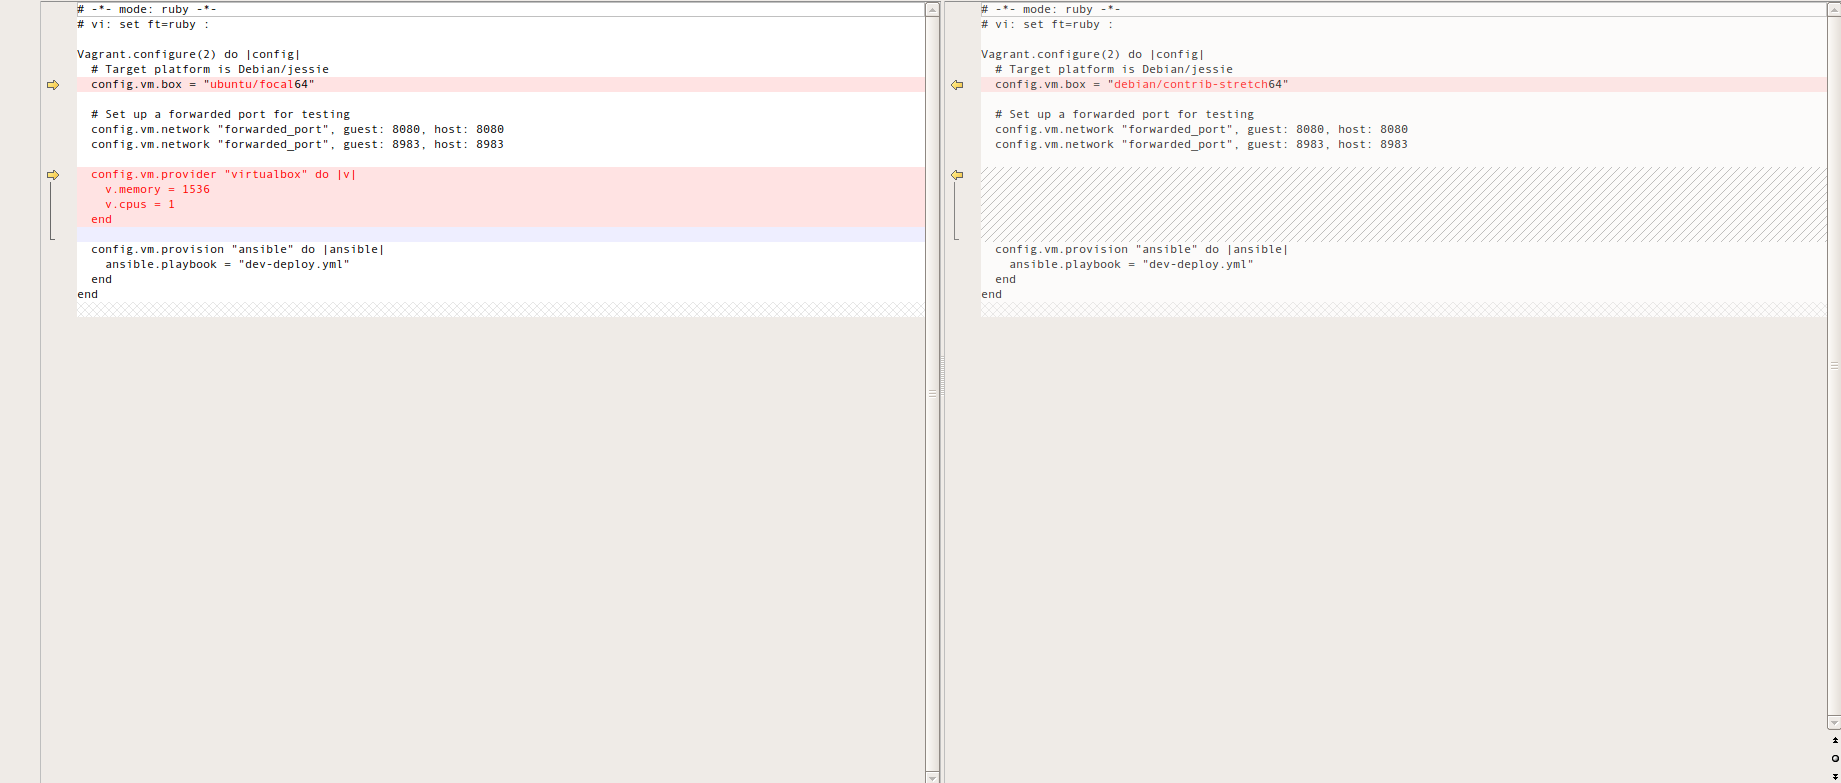 # -*- mode: ruby -*-
# vi: set ft=ruby :
Vagrant.configure(2) do |config|
  # Target platform is Debian/jessie
  config.vm.box = "ubuntu/focal64"
  # Set up a forwarded port for testing
  config.vm.network "forwarded_port", guest: 8080, host: 8080
  config.vm.network "forwarded_port", guest: 8983, host: 8983
  config.vm.provider "virtualbox" do |v|
    v.memory = 1536
    v.cpus = 1
  end
  config.vm.provision "ansible" do |ansible|
    ansible.playbook = "dev-deploy.yml"
  end
end
# -*- mode: ruby -*-
# vi: set ft=ruby :
Vagrant.configure(2) do |config|
  # Target platform is Debian/jessie
  config.vm.box = "debian/contrib-stretch64"
  # Set up a forwarded port for testing
  config.vm.network "forwarded_port", guest: 8080, host: 8080
  config.vm.network "forwarded_port", guest: 8983, host: 8983
  config.vm.provision "ansible" do |ansible|
    ansible.playbook = "dev-deploy.yml"
  end
end